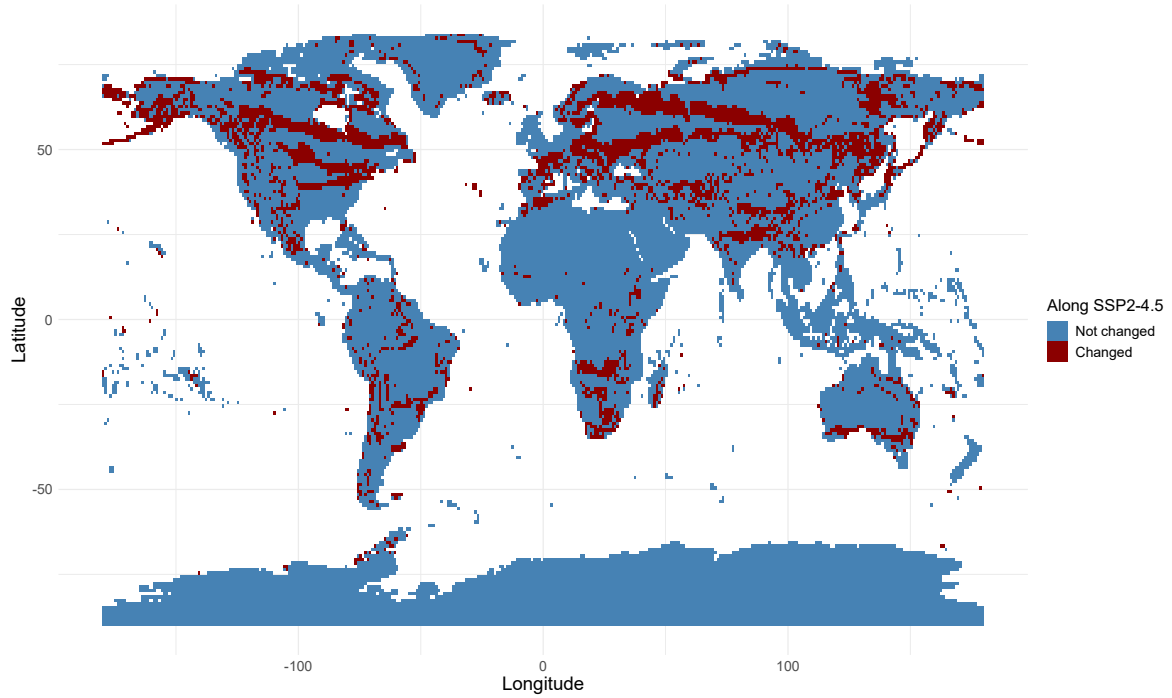 50
0
-50
Latitude
-100
0
100
Longitude
Along SSP2-4.5
Not changed
Changed